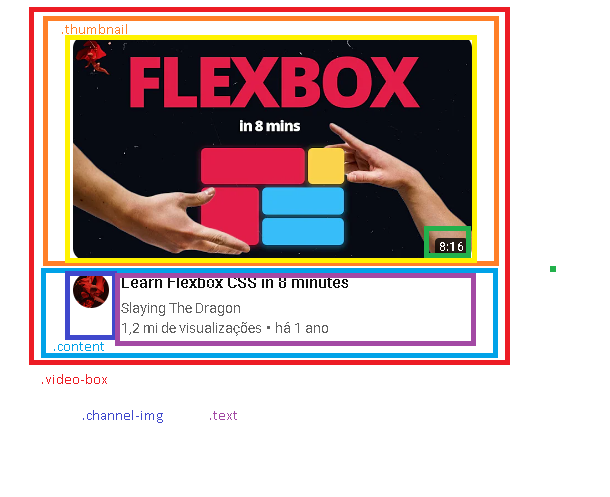 .thumbnail
FLEXBOX
in 8 mins
8:16
Learn Flexbox CSS in 8 minutes
Slaying The Dragon
1,2 mi de visualizações • há 1 ano
.content
.video-box
.channel-img
.text